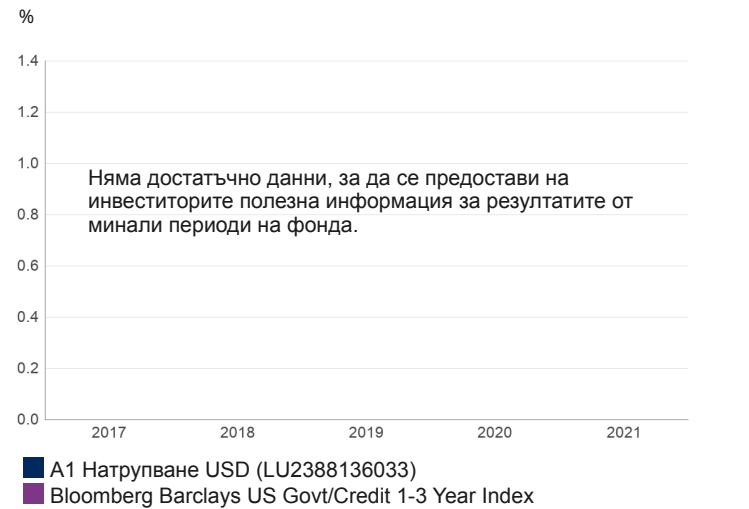 %
1.4
1.2
1.0
Няма достатъчно данни, за да се предостави на
инвеститорите полезна информация за резултатите от
0.8
минали периоди на фонда.
0.6
0.4
0.2
0.0
2017 2018 2019 2020 2021
A1 Натрупване USD (LU2388136033)
Bloomberg Barclays US Govt/Credit 1-3 Year Index